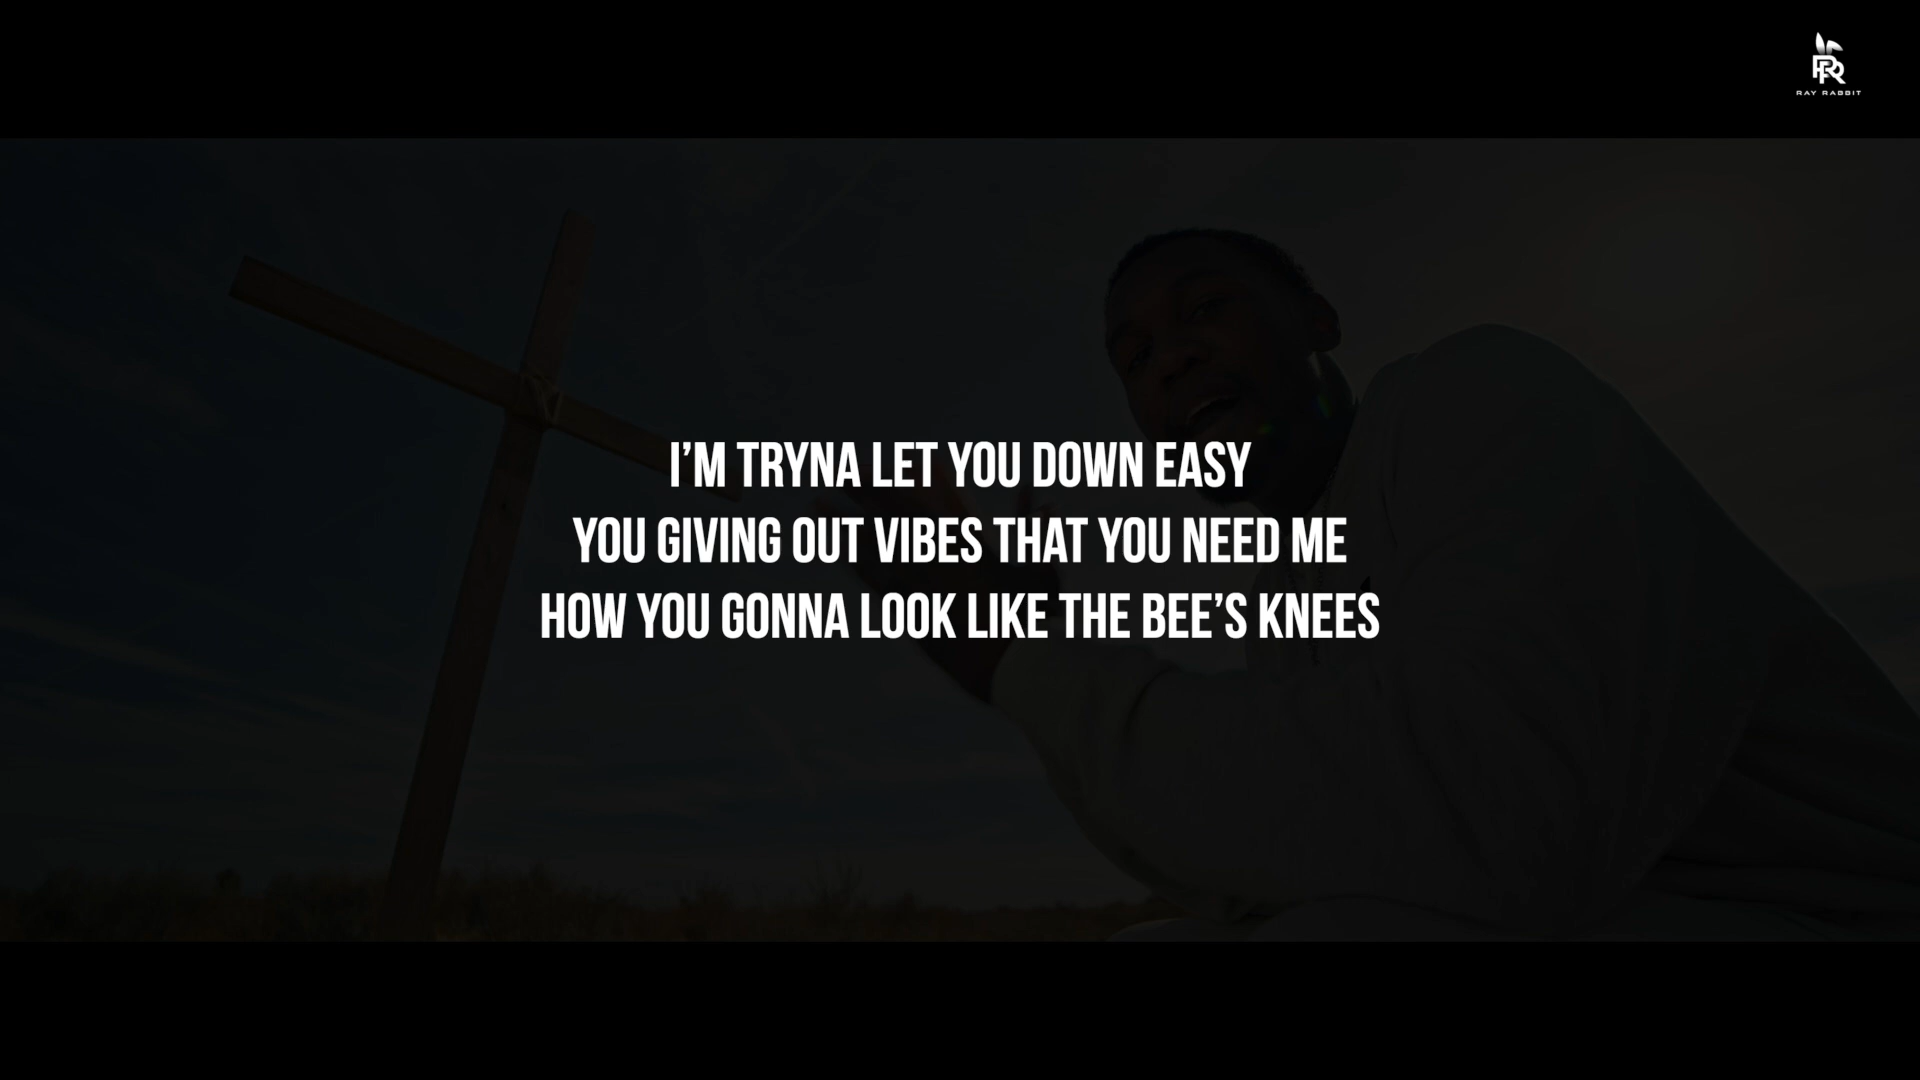 RAY RABBIT
I’M TRYNA LET YOU DOWN EASY
YOU GIVING OUT VIBES THAT YOU NEED ME
HOW YOU GONNA LOOK LIKE THE BEE’S KNEES